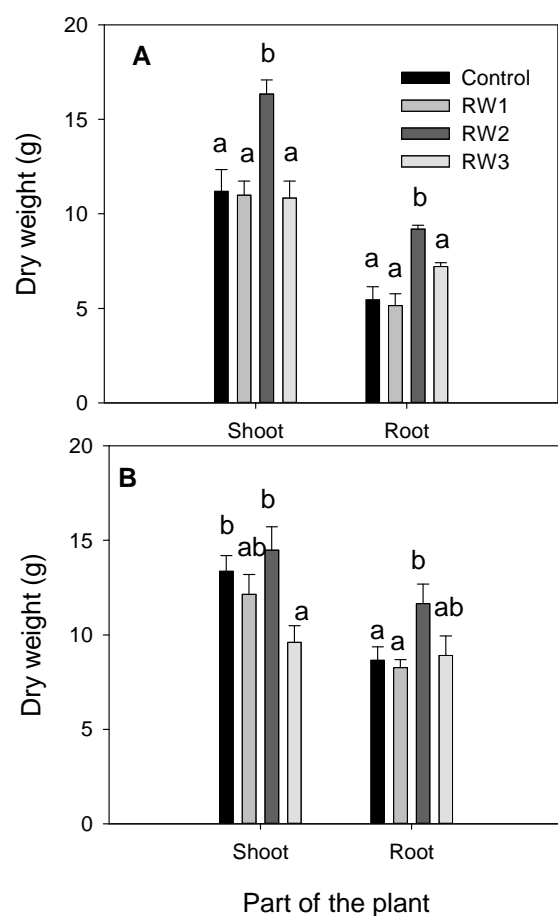 20
A
b
Control
RW1
RW2
RW3
15
a
a
a
b
Dry weight (g)
10
a
a
a
5
0
Shoot
Root
20
B
b
b
15
ab
b
a
ab
Dry weight (g)
10
a
a
5
0
Shoot
Root
Part of the plant